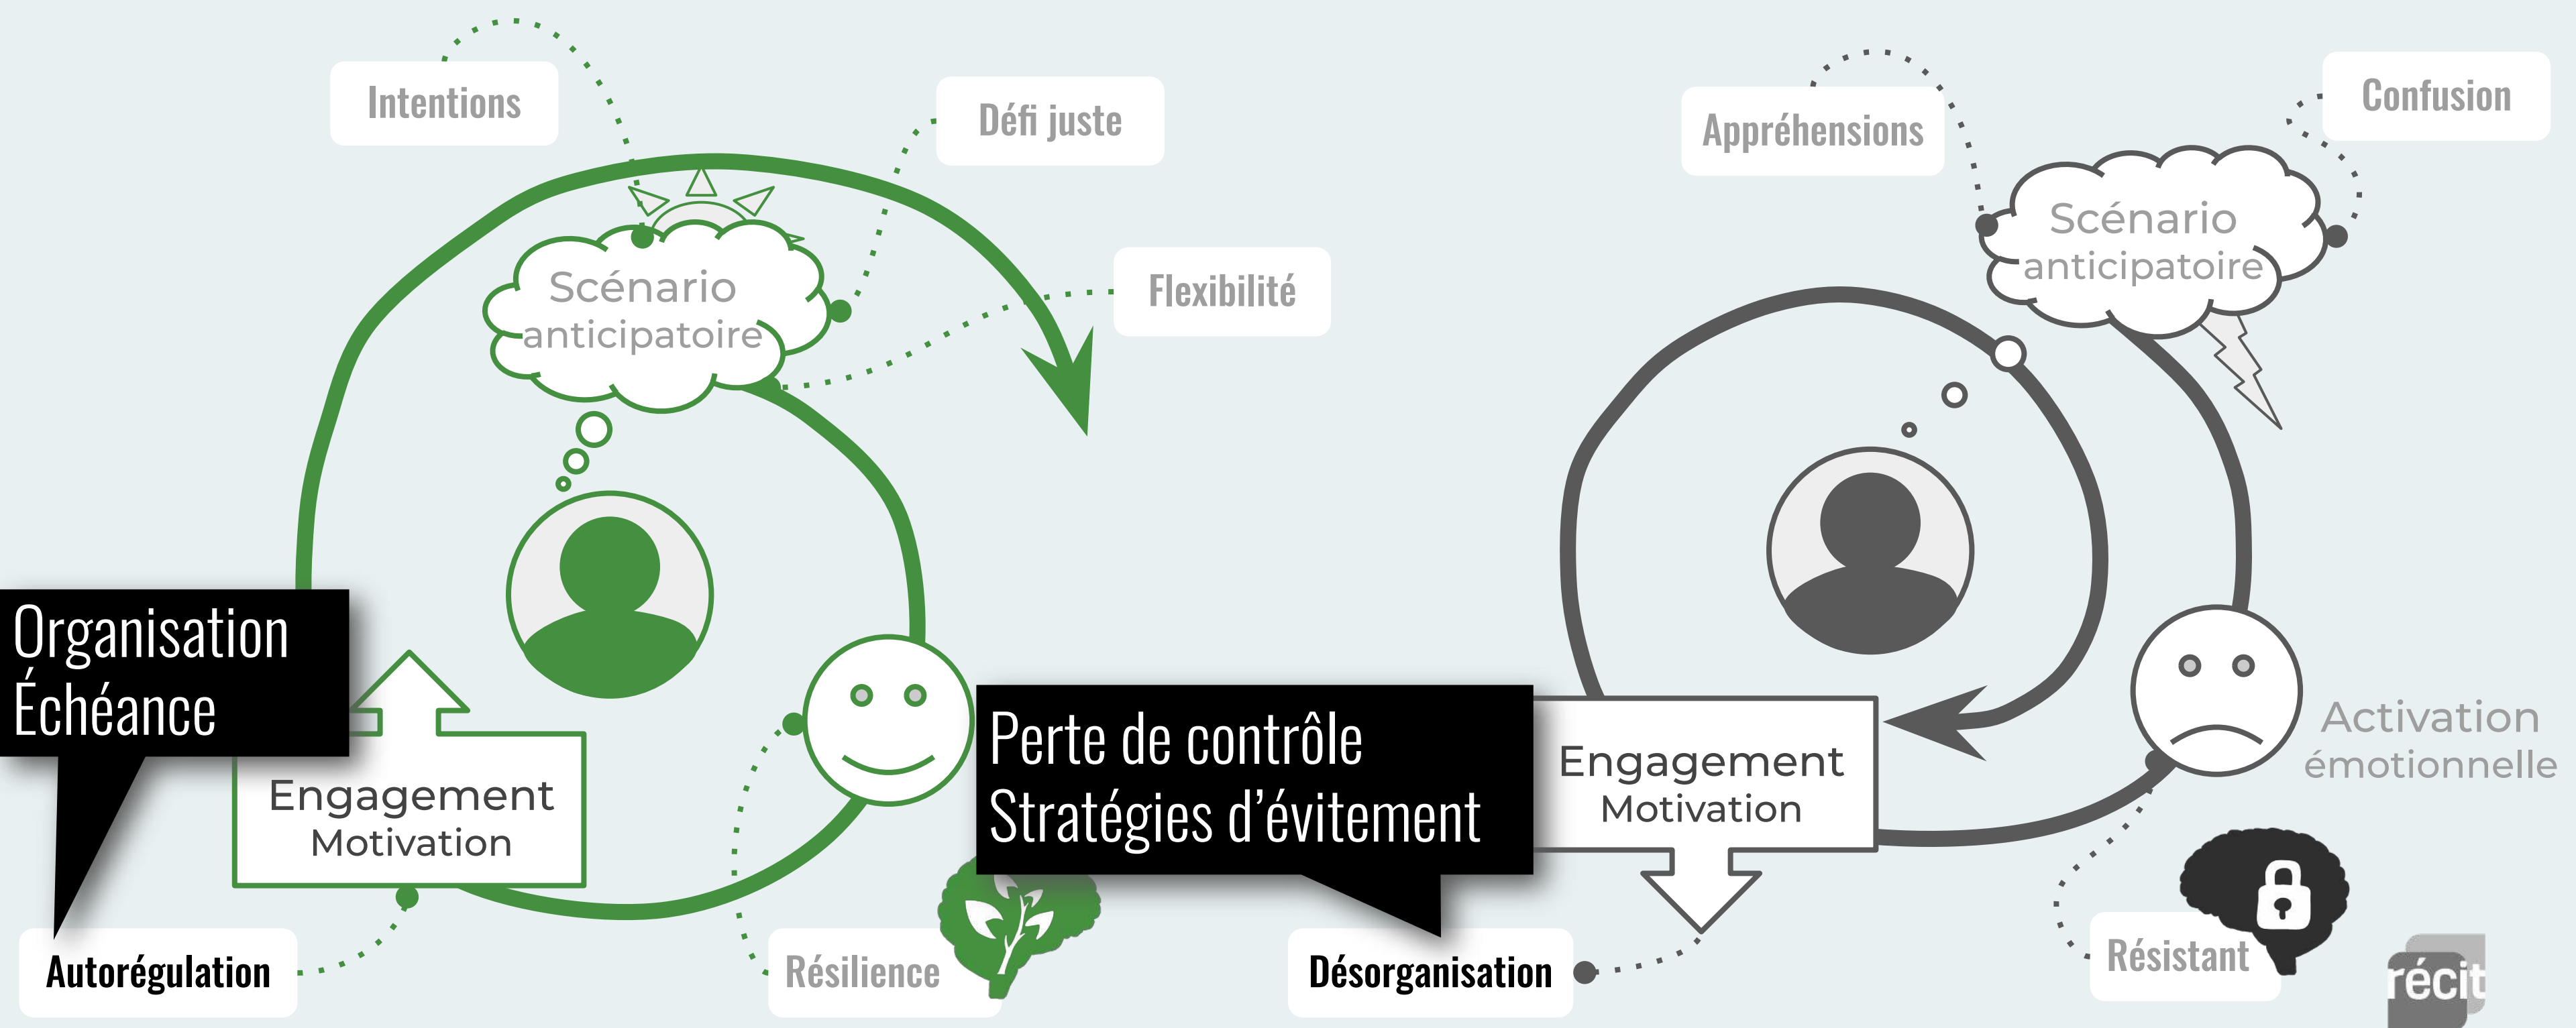 Intentions
Défi juste
Flexibilité
Scénario
anticipatoire
Organisation
Échéance
Engagement
Motivation
Autorégulation
Résilience
Appréhensions
Confusion
Scénario
anticipatoire
Perte de contrôle
Stratégies d’évitement
Engagement
Motivation
Activation
émotionnelle
Désorganisation
Résistant
récit